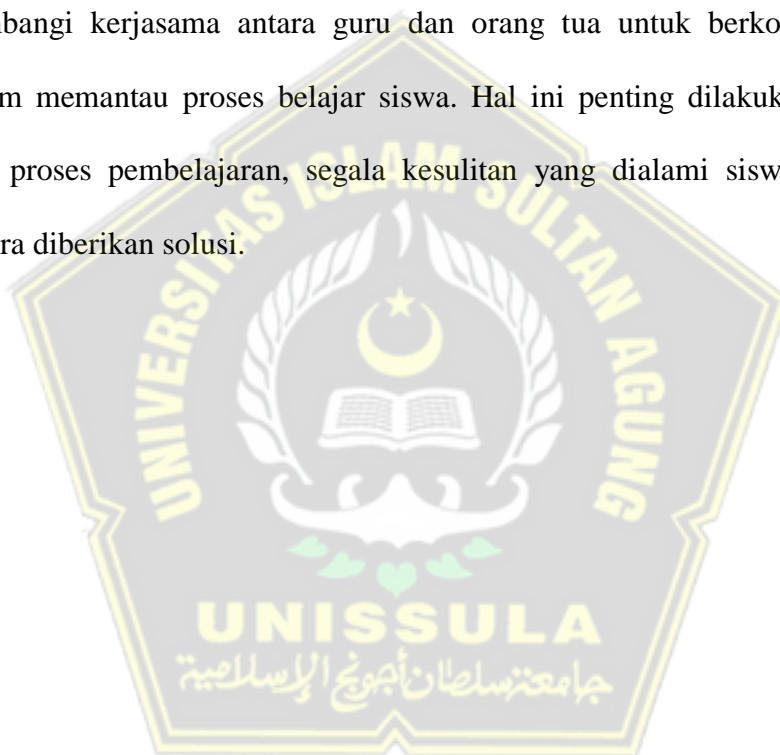 mbangi kerjasama antara guru dan orang tua untuk berko
m memantau proses belajar siswa. Hal ini penting dilakuk
proses pembelajaran, segala kesulitan yang dialami sisw
ra diberikan solusi.
UNIVERSITAS ISLAM SULTAN AGUNG
UNISSULA
جامعة سلطان أجونج الإسلامية